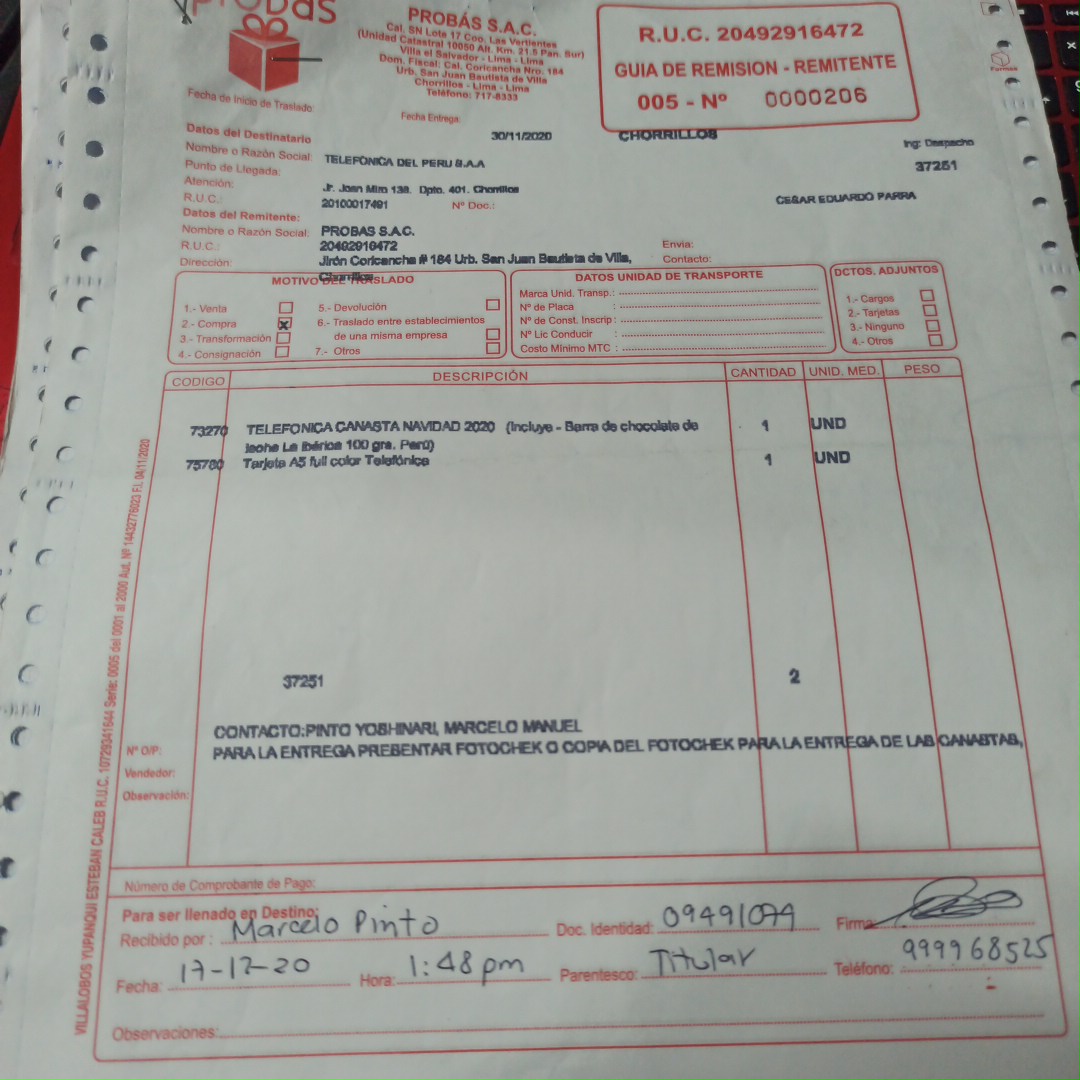 PROBAS
PROBÁS S.A.C.
Cal. SN Lote 17 Coo. Las Vertientes
(Unidad Catastral 10050 Alt. Km. 21.5 Pan. Sur)
Villa el Salvador - Lima - Lima
Dom. Fiscal: Cal. Coricancha Nro. 184
Urb. San Juan Bautista de Villa
Chorrillos - Lima - Lima
Teléfono: 717-8333
R.U.C. 20492916472
GUIA DE REMISION - REMITENTE
005 - Nº 0000206
Fecha de Inicio de Traslado:
Fecha Entrega:
30/11/2020
CHORRILLOS
Ing: Despacho
37251
Datos del Destinatario
Nombre o Razón Social: TELEFONICA DEL PERU S.A.A
Punto de Llegada:
Atención: Jr. Joan Miro 138. Dpto. 401. Chorrillos
CESAR EDUARDO PARRA
R.U.C.: 20100017491 Nº Doc.:
Datos del Remitente:
Nombre o Razón Social: PROBAS S.A.C.
R.U.C.: 20492916472 Envia:
Dirección: Jirón Coricancha # 184 Urb. San Juan Bautista de Villa, Contacto:
Chorrillos
MOTIVO DEL TRASLADO
1.- Venta
2.- Compra x
3.- Transformación
4.- Consignación
5.- Devolución
6.- Traslado entre establecimientos
de una misma empresa
7.- Otros
DATOS UNIDAD DE TRANSPORTE
Marca Unid. Transp.:
Nº de Placa :
Nº de Const. Inscrip :
Nº Lic Conducir :
Costo Mínimo MTC :
DCTOS. ADJUNTOS
1.- Cargos
2.- Tarjetas
3.- Ninguno
4.- Otros
CODIGO DESCRIPCIÓN CANTIDAD UNID. MED. PESO
73270 TELEFONICA CANASTA NAVIDAD 2020 (Incluye - Barra de chocolate de 1 UND
leche La Ibérica 100 grs. Perú)
75780 Tarjeta A5 full color Telefónica 1 UND
37251 2
CONTACTO:PINTO YOSHINARI, MARCELO MANUEL
Nº O/P: PARA LA ENTREGA PRESENTAR FOTOCHEK O COPIA DEL FOTOCHEK PARA LA ENTREGA DE LAS CANASTAS,
Vendedor:
Observación:
VILLALOBOS YUPANQUI ESTEBAN CALEB R.U.C. 10729341644 Serie: 0005 del 0001 al 2000 Aut. Nº 14432776023 F.I. 04/11/2020
Número de Comprobante de Pago:
Para ser llenado en Destino:
Recibido por : Marcelo Pinto Doc. Identidad: 09491099 Firma:
Fecha: 17-12-20 Hora: 1:48 pm Parentesco: Titular Teléfono: 999968525
Observaciones: